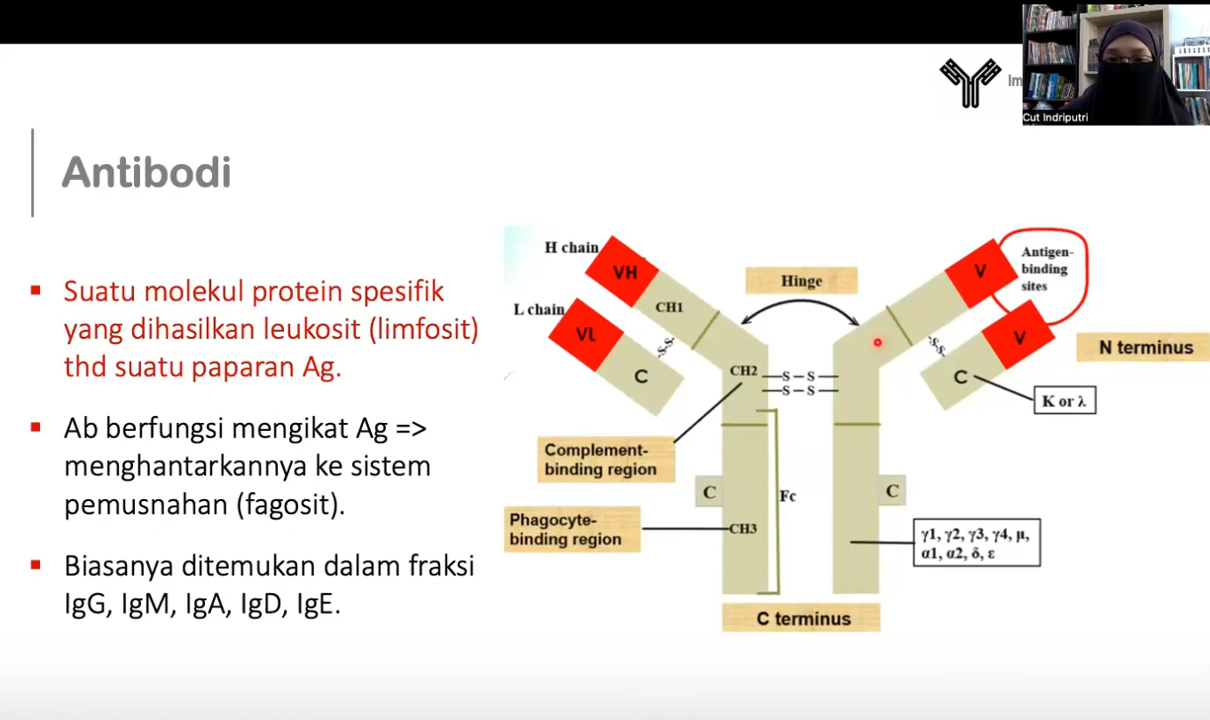 Im
Cut Indriputri
Antibodi
▪ Suatu molekul protein spesifik
yang dihasilkan leukosit (limfosit)
thd suatu paparan Ag.
▪ Ab berfungsi mengikat Ag =>
menghantarkannya ke sistem
pemusnahan (fagosit).
▪ Biasanya ditemukan dalam fraksi
IgG, IgM, IgA, IgD, IgE.
H chain
VH
L chain
VL
CH1
C
-S-S-
Hinge
V
Antigen-
binding
sites
V
N terminus
-S-S-
C
K or λ
CH2
S – S
S – S
Complement-
binding region
C
Fc
C
Phagocyte-
binding region
CH3
γ1, γ2, γ3, γ4, μ,
α1, α2, δ, ε
C terminus